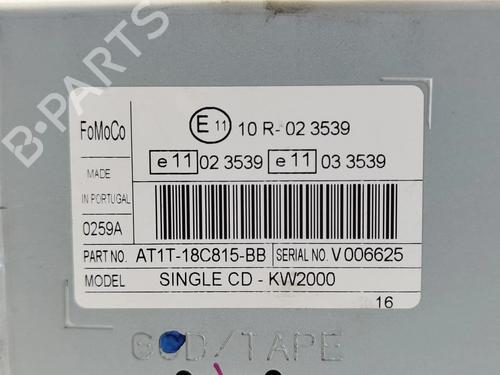 B-PARTS
FoMoCo
E 11 10 R- 02 3539
MADE
IN PORTUGAL
e 11 02 3539 e 11 03 3539
0259A
PART NO. AT1T-18C815-BB SERIAL NO. V 006625
MODEL SINGLE CD - KW2000
16
/TAPE